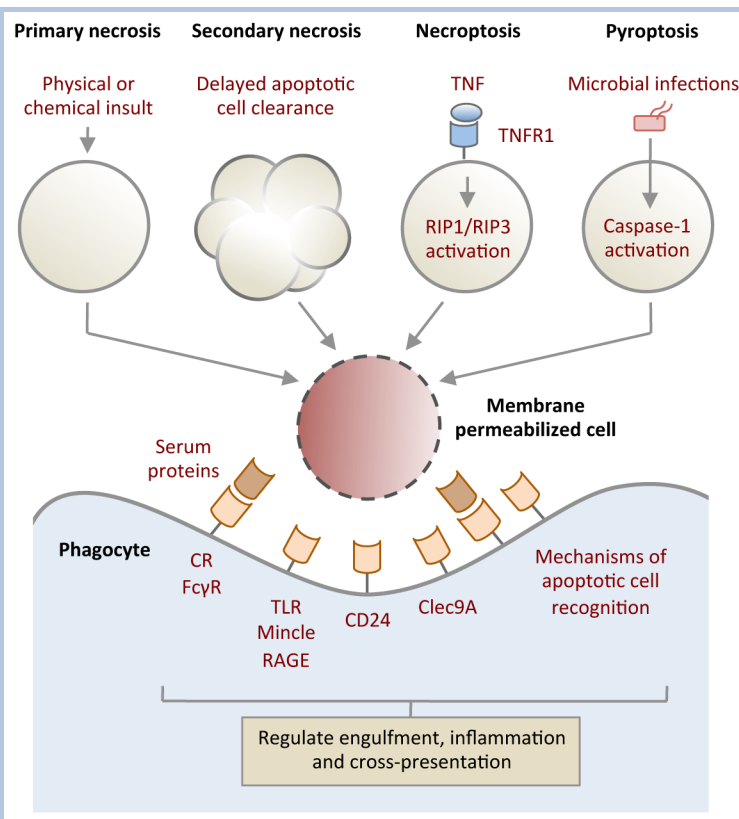 Primary necrosis
Secondary necrosis
Necroptosis
Pyroptosis
Physical or
chemical insult
Delayed apoptotic
cell clearance
TNF
TNFR1
Microbial infections
RIP1/RIP3
activation
Caspase-1
activation
Membrane
permeabilized cell
Serum
proteins
Phagocyte
CR
FcγR
TLR
Mincle
RAGE
CD24
Clec9A
Mechanisms of
apoptotic cell
recognition
Regulate engulfment, inflammation
and cross-presentation